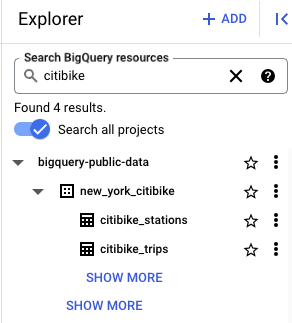 Explorer
+ ADD
Search BigQuery resources
citibike
Found 4 results.
Search all projects
bigquery-public-data
new_york_citibike
citibike_stations
citibike_trips
SHOW MORE
SHOW MORE